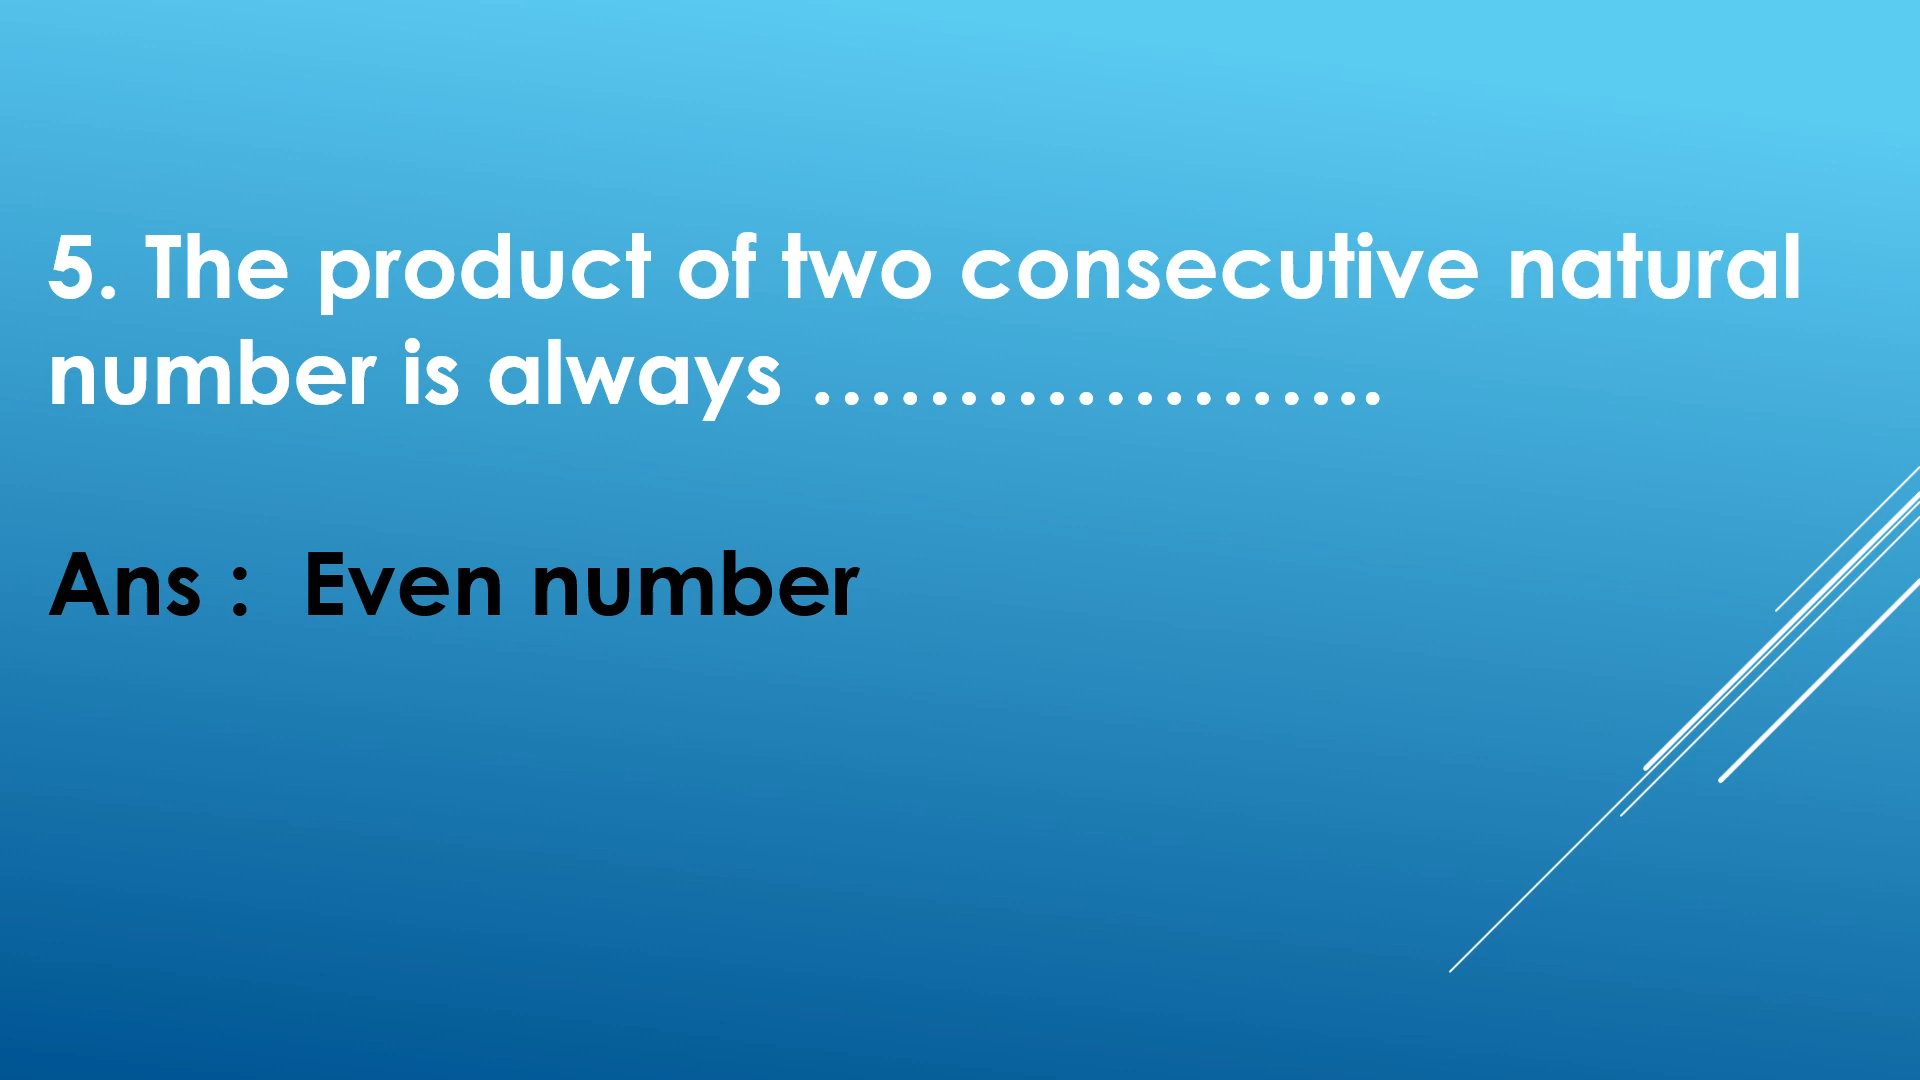 5. The product of two consecutive natural
number is always ………………….
Ans :  Even number